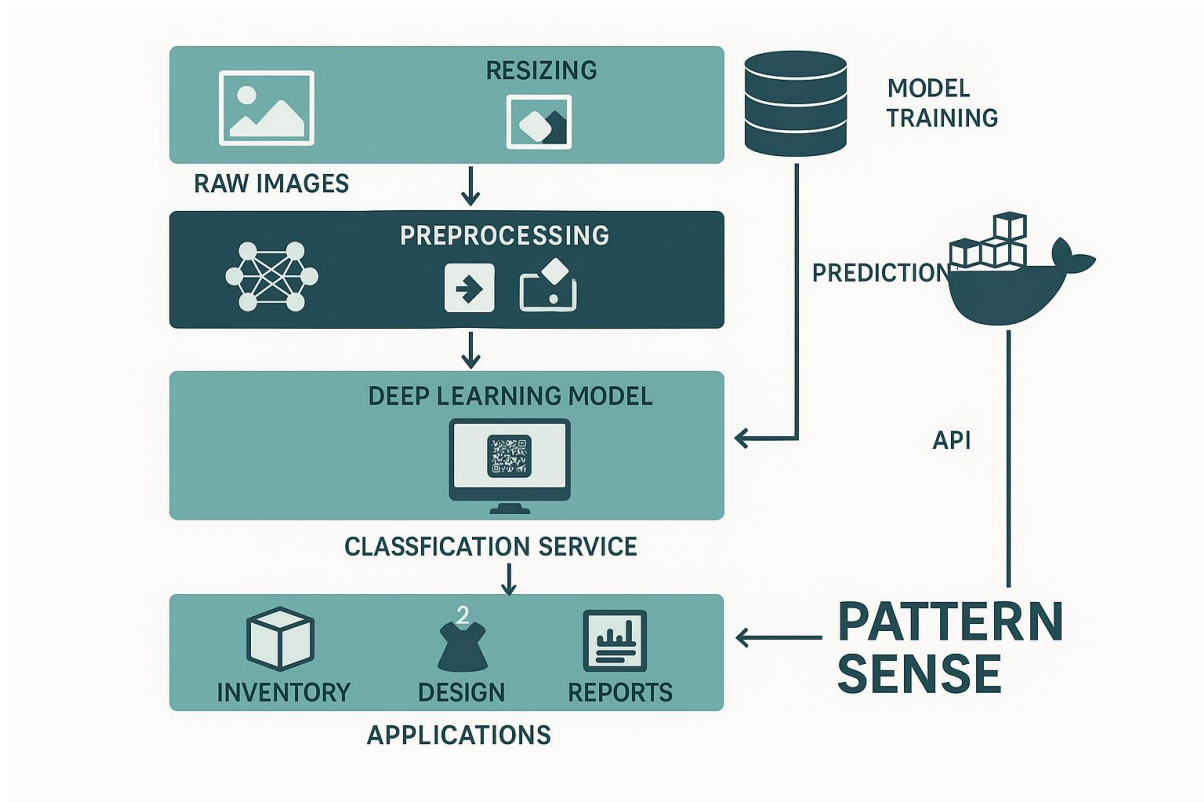 RESIZING
RAW IMAGES
MODEL
TRAINING
PREPROCESSING
PREDICTION
DEEP LEARNING MODEL
API
CLASSFICATION SERVICE
2
INVENTORY
DESIGN
REPORTS
APPLICATIONS
PATTERN
SENSE